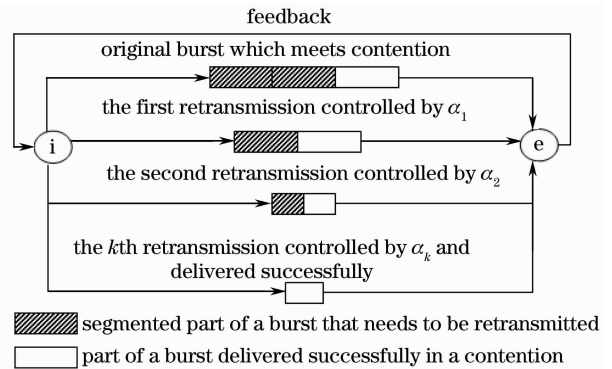 feedback
original burst which meets contention
the first retransmission controlled by α₁
i
e
the second retransmission controlled by α₂
the kth retransmission controlled by αₖ and
delivered successfully
segmented part of a burst that needs to be retransmitted
part of a burst delivered successfully in a contention